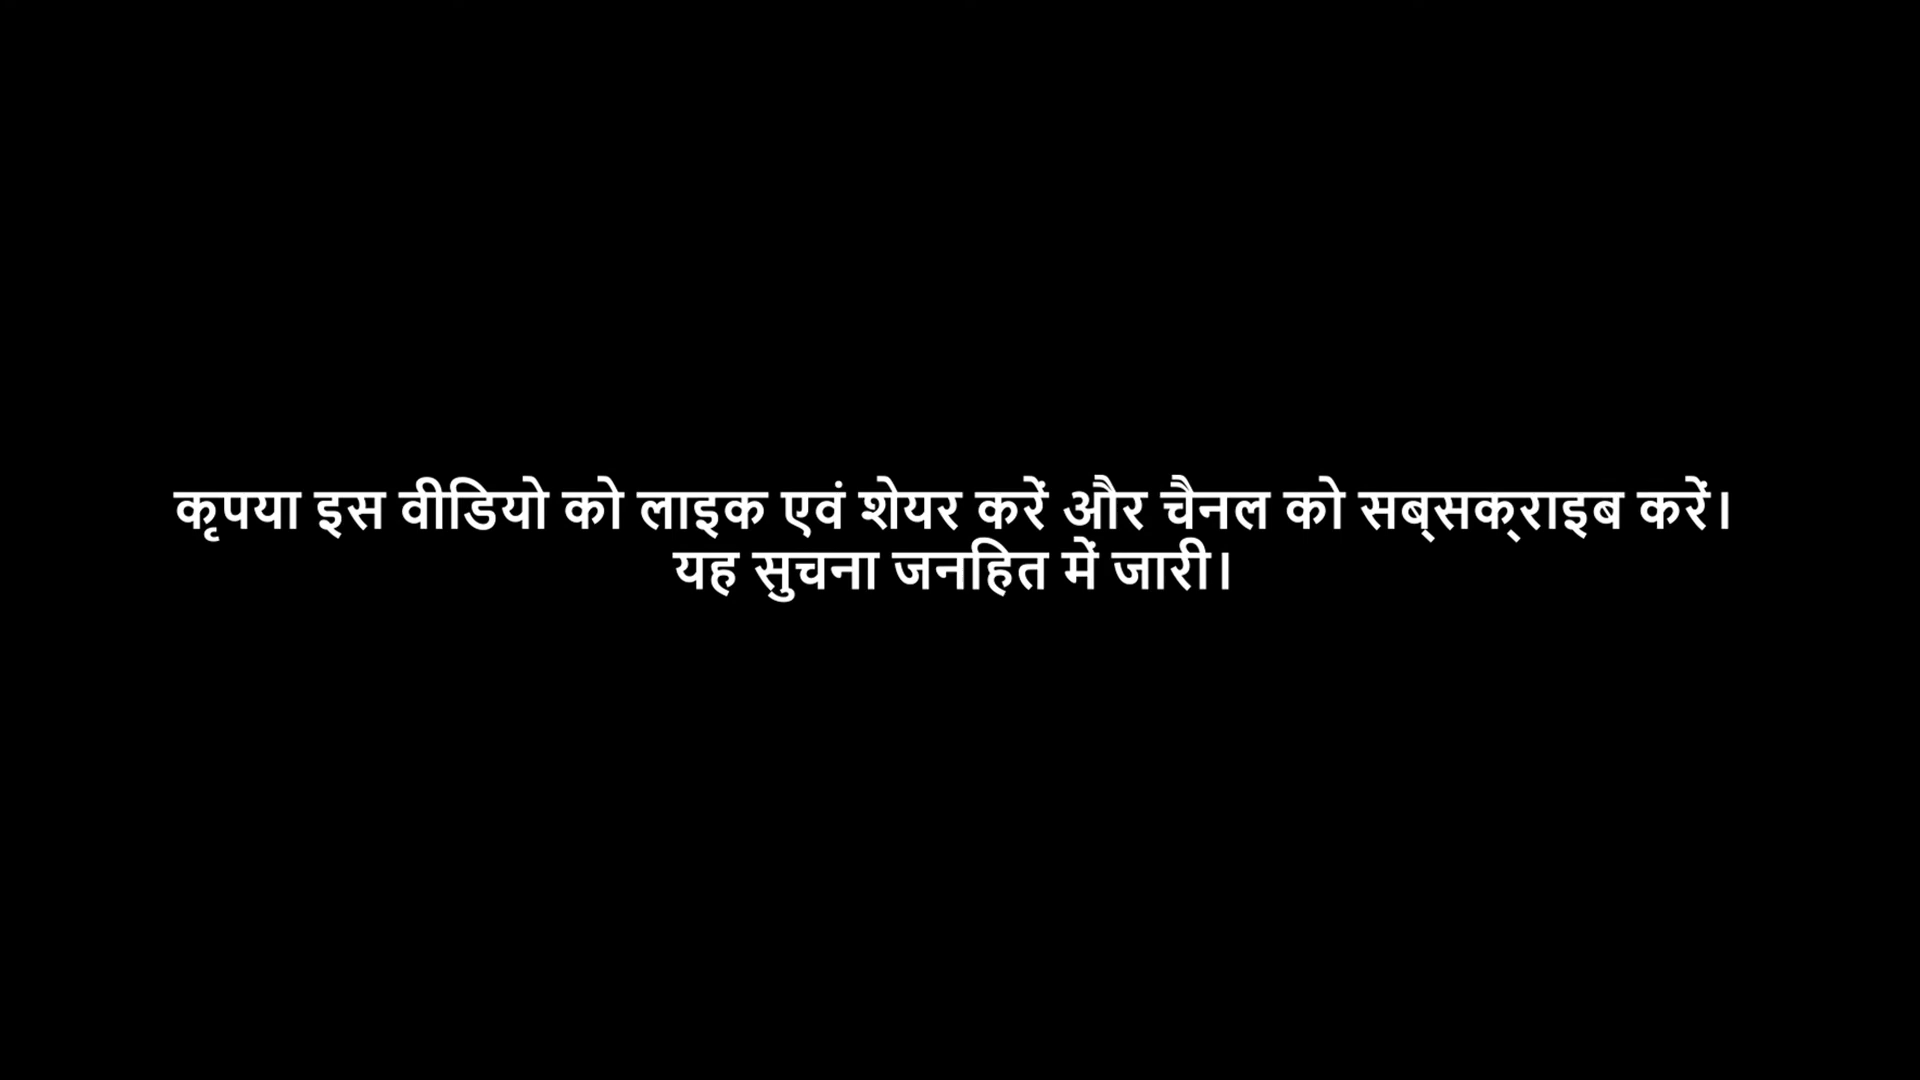 कृपया इस वीडियो को लाइक एवं शेयर करें और चैनल को सब्‌सक्‌राइब करें।
यह सुचना जनहित में जारी।